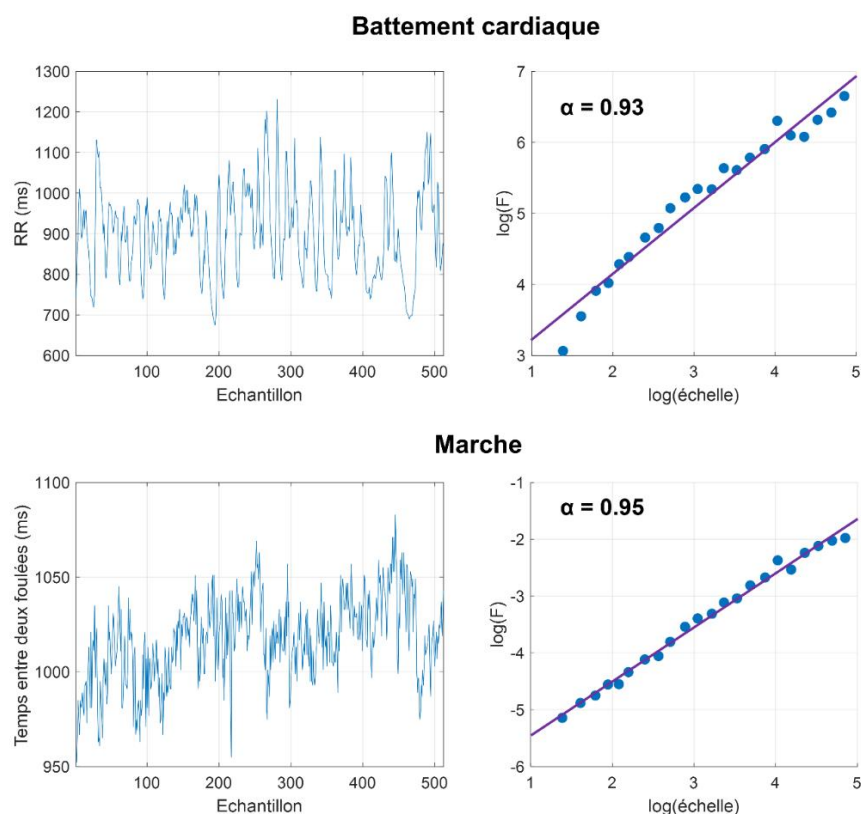 Battement cardiaque
1300
1200
1100
1000
900
800
700
600
RR (ms)
100 200 300 400 500
Echantillon
α = 0.93
7
6
5
4
3
log(F)
1 2 3 4 5
log(échelle)
Marche
1100
1050
1000
950
Temps entre deux foulées (ms)
100 200 300 400 500
Echantillon
α = 0.95
-1
-2
-3
-4
-5
-6
log(F)
1 2 3 4 5
log(échelle)